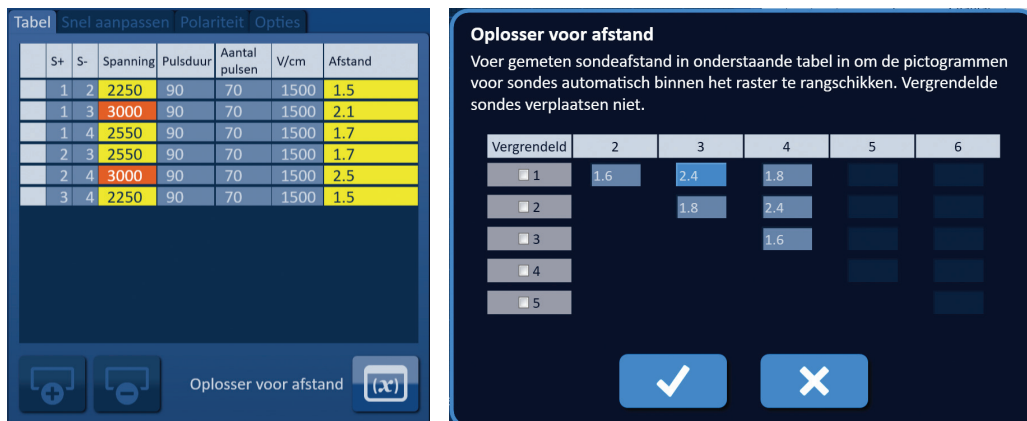 Tabel Snel aanpassen Polariteit Opties
S+ S- Spanning Pulsduur Aantal pulsen V/cm Afstand
1 2 2250 90 70 1500 1.5
1 3 3000 90 70 1500 2.1
1 4 2550 90 70 1500 1.7
2 3 2550 90 70 1500 1.7
2 4 3000 90 70 1500 2.5
3 4 2250 90 70 1500 1.5
Oplosser voor afstand (x)
Oplosser voor afstand
Voer gemeten sondeafstand in onderstaande tabel in om de pictogrammen
voor sondes automatisch binnen het raster te rangschikken. Vergrendelde
sondes verplaatsen niet.
Vergrendeld 2 3 4 5 6
1 1.6 2.4 1.8
2 1.8 2.4
3 1.6
4
5